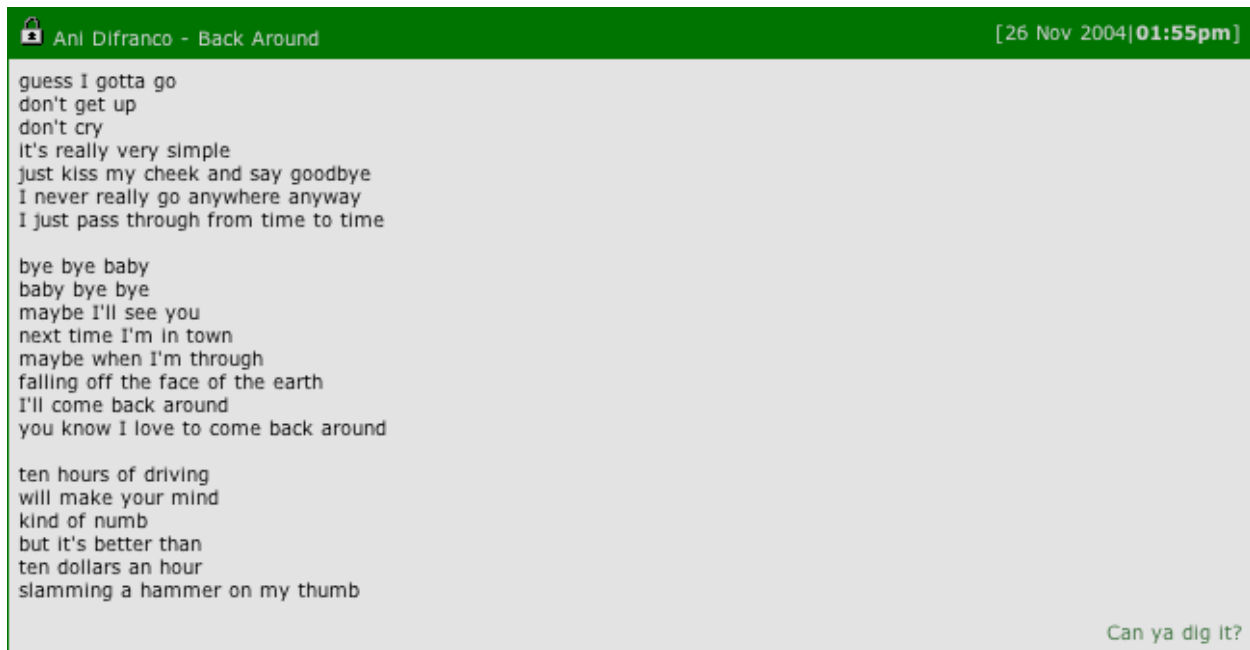 Ani Difranco - Back Around [26 Nov 2004|01:55pm]
guess I gotta go
don't get up
don't cry
it's really very simple
just kiss my cheek and say goodbye
I never really go anywhere anyway
I just pass through from time to time

bye bye baby
baby bye bye
maybe I'll see you
next time I'm in town
maybe when I'm through
falling off the face of the earth
I'll come back around
you know I love to come back around

ten hours of driving
will make your mind
kind of numb
but it's better than
ten dollars an hour
slamming a hammer on my thumb
Can ya dig it?